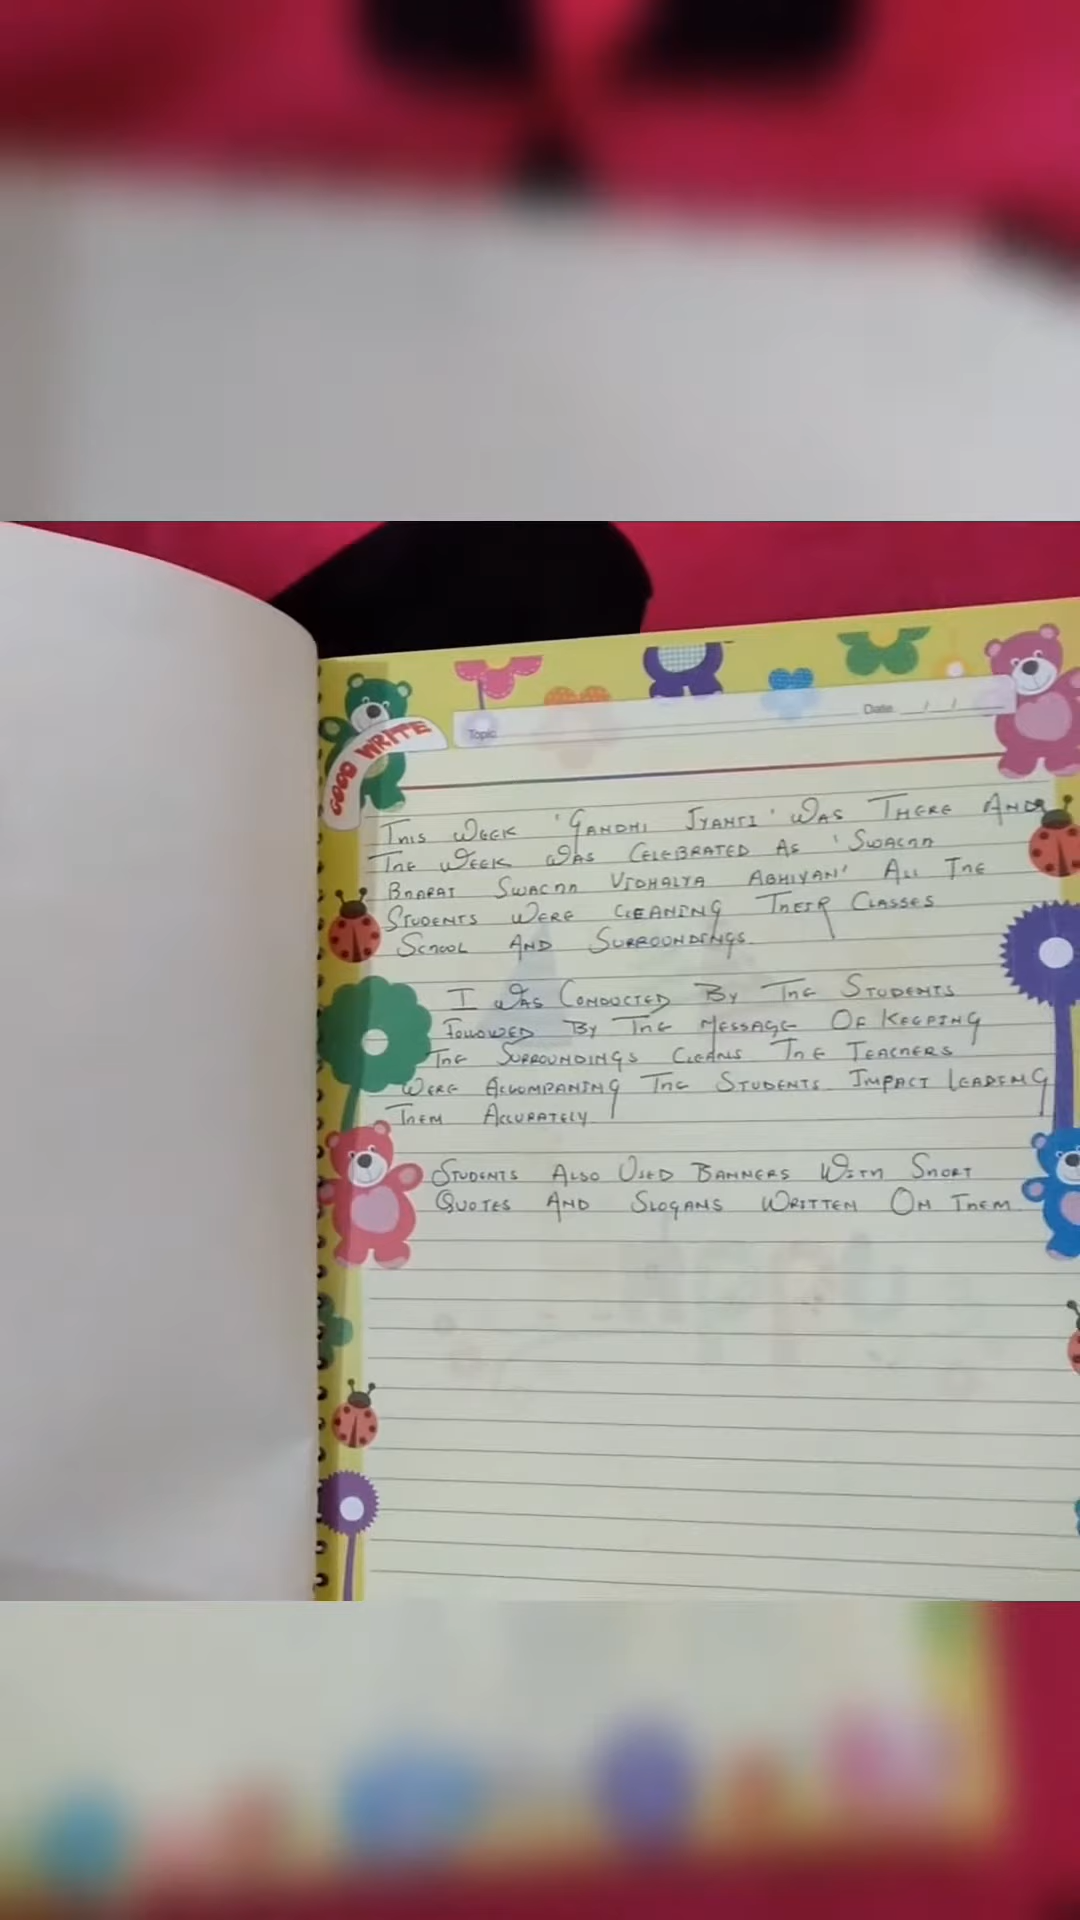 GOOD WRITE
Topic
Date / /
THIS WEEK 'GANDHI JYANTI' WAS THERE AND
THE WEEK WAS CELEBRATED AS 'SWACHH
BHARAT SWACHH VIDHALYA ABHIYAN' ALL THE
STUDENTS WERE CLEANING THEIR CLASSES
SCHOOL AND SURROUNDINGS.
I WAS CONDUCTED BY THE STUDENTS
FOLLOWED BY THE MESSAGE OF KEEPING
THE SURROUNDINGS CLEANS THE TEACHERS
WERE ACCOMPANING THE STUDENTS IMPACT LEADING
THEM ACCURATELY
STUDENTS ALSO USED BANNERS WITH SHORT
QUOTES AND SLOGANS WRITTEN ON THEM.